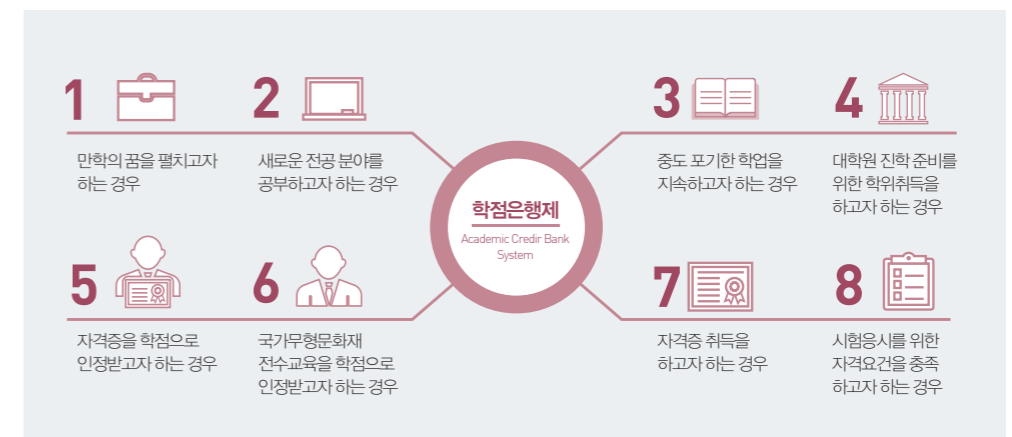 1
만학의 꿈을 펼치고자
하는 경우
2
새로운 전공 분야를
공부하고자 하는 경우
3
중도 포기한 학업을
지속하고자 하는 경우
4
대학원 진학 준비를
위한 학위취득을
하고자 하는 경우
학점은행제
Academic Credir Bank
System
5
자격증을 학점으로
인정받고자 하는 경우
6
국가무형문화재
전수교육을 학점으로
인정받고자 하는 경우
7
자격증 취득을
하고자 하는 경우
8
시험응시를 위한
자격요건을 충족
하고자 하는 경우